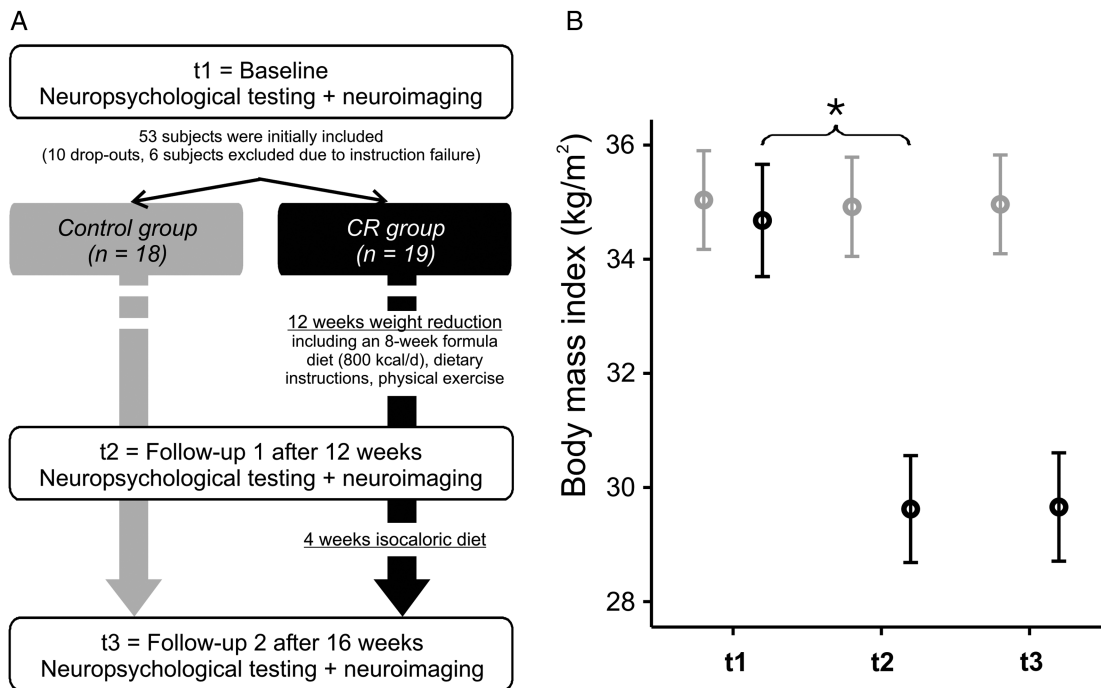 A
t1 = Baseline
Neuropsychological testing + neuroimaging
53 subjects were initially included
(10 drop-outs, 6 subjects excluded due to instruction failure)
Control group
(n = 18)
CR group
(n = 19)
12 weeks weight reduction
including an 8-week formula
diet (800 kcal/d), dietary
instructions, physical exercise
t2 = Follow-up 1 after 12 weeks
Neuropsychological testing + neuroimaging
4 weeks isocaloric diet
t3 = Follow-up 2 after 16 weeks
Neuropsychological testing + neuroimaging
B
*
Body mass index (kg/m²)
36
34
32
30
28
t1
t2
t3